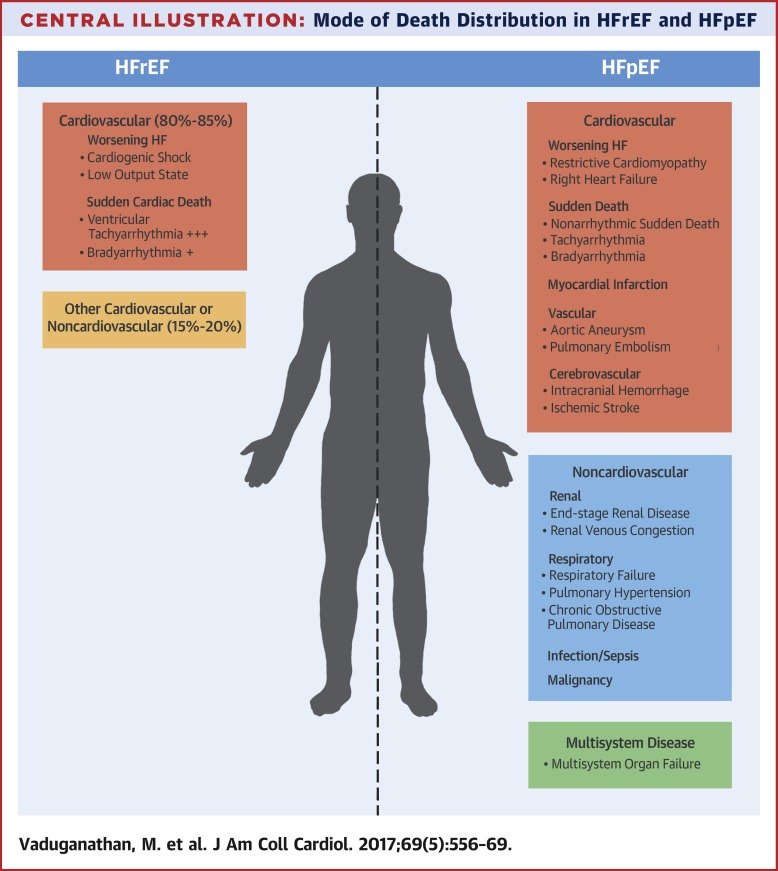 CENTRAL ILLUSTRATION: Mode of Death Distribution in HFrEF and HFpEF
HFrEF
Cardiovascular (80%-85%)
Worsening HF
• Cardiogenic Shock
• Low Output State
Sudden Cardiac Death
• Ventricular
Tachyarrhythmia +++
• Bradyarrhythmia +
Other Cardiovascular or
Noncardiovascular (15%-20%)
HFpEF
Cardiovascular
Worsening HF
• Restrictive Cardiomyopathy
• Right Heart Failure
Sudden Death
• Nonarrhythmic Sudden Death
• Tachyarrhythmia
• Bradyarrhythmia
Myocardial Infarction
Vascular
• Aortic Aneurysm
• Pulmonary Embolism
Cerebrovascular
• Intracranial Hemorrhage
• Ischemic Stroke
Noncardiovascular
Renal
• End-stage Renal Disease
• Renal Venous Congestion
Respiratory
• Respiratory Failure
• Pulmonary Hypertension
• Chronic Obstructive
Pulmonary Disease
Infection/Sepsis
Malignancy
Multisystem Disease
• Multisystem Organ Failure
Vaduganathan, M. et al. J Am Coll Cardiol. 2017;69(5):556-69.